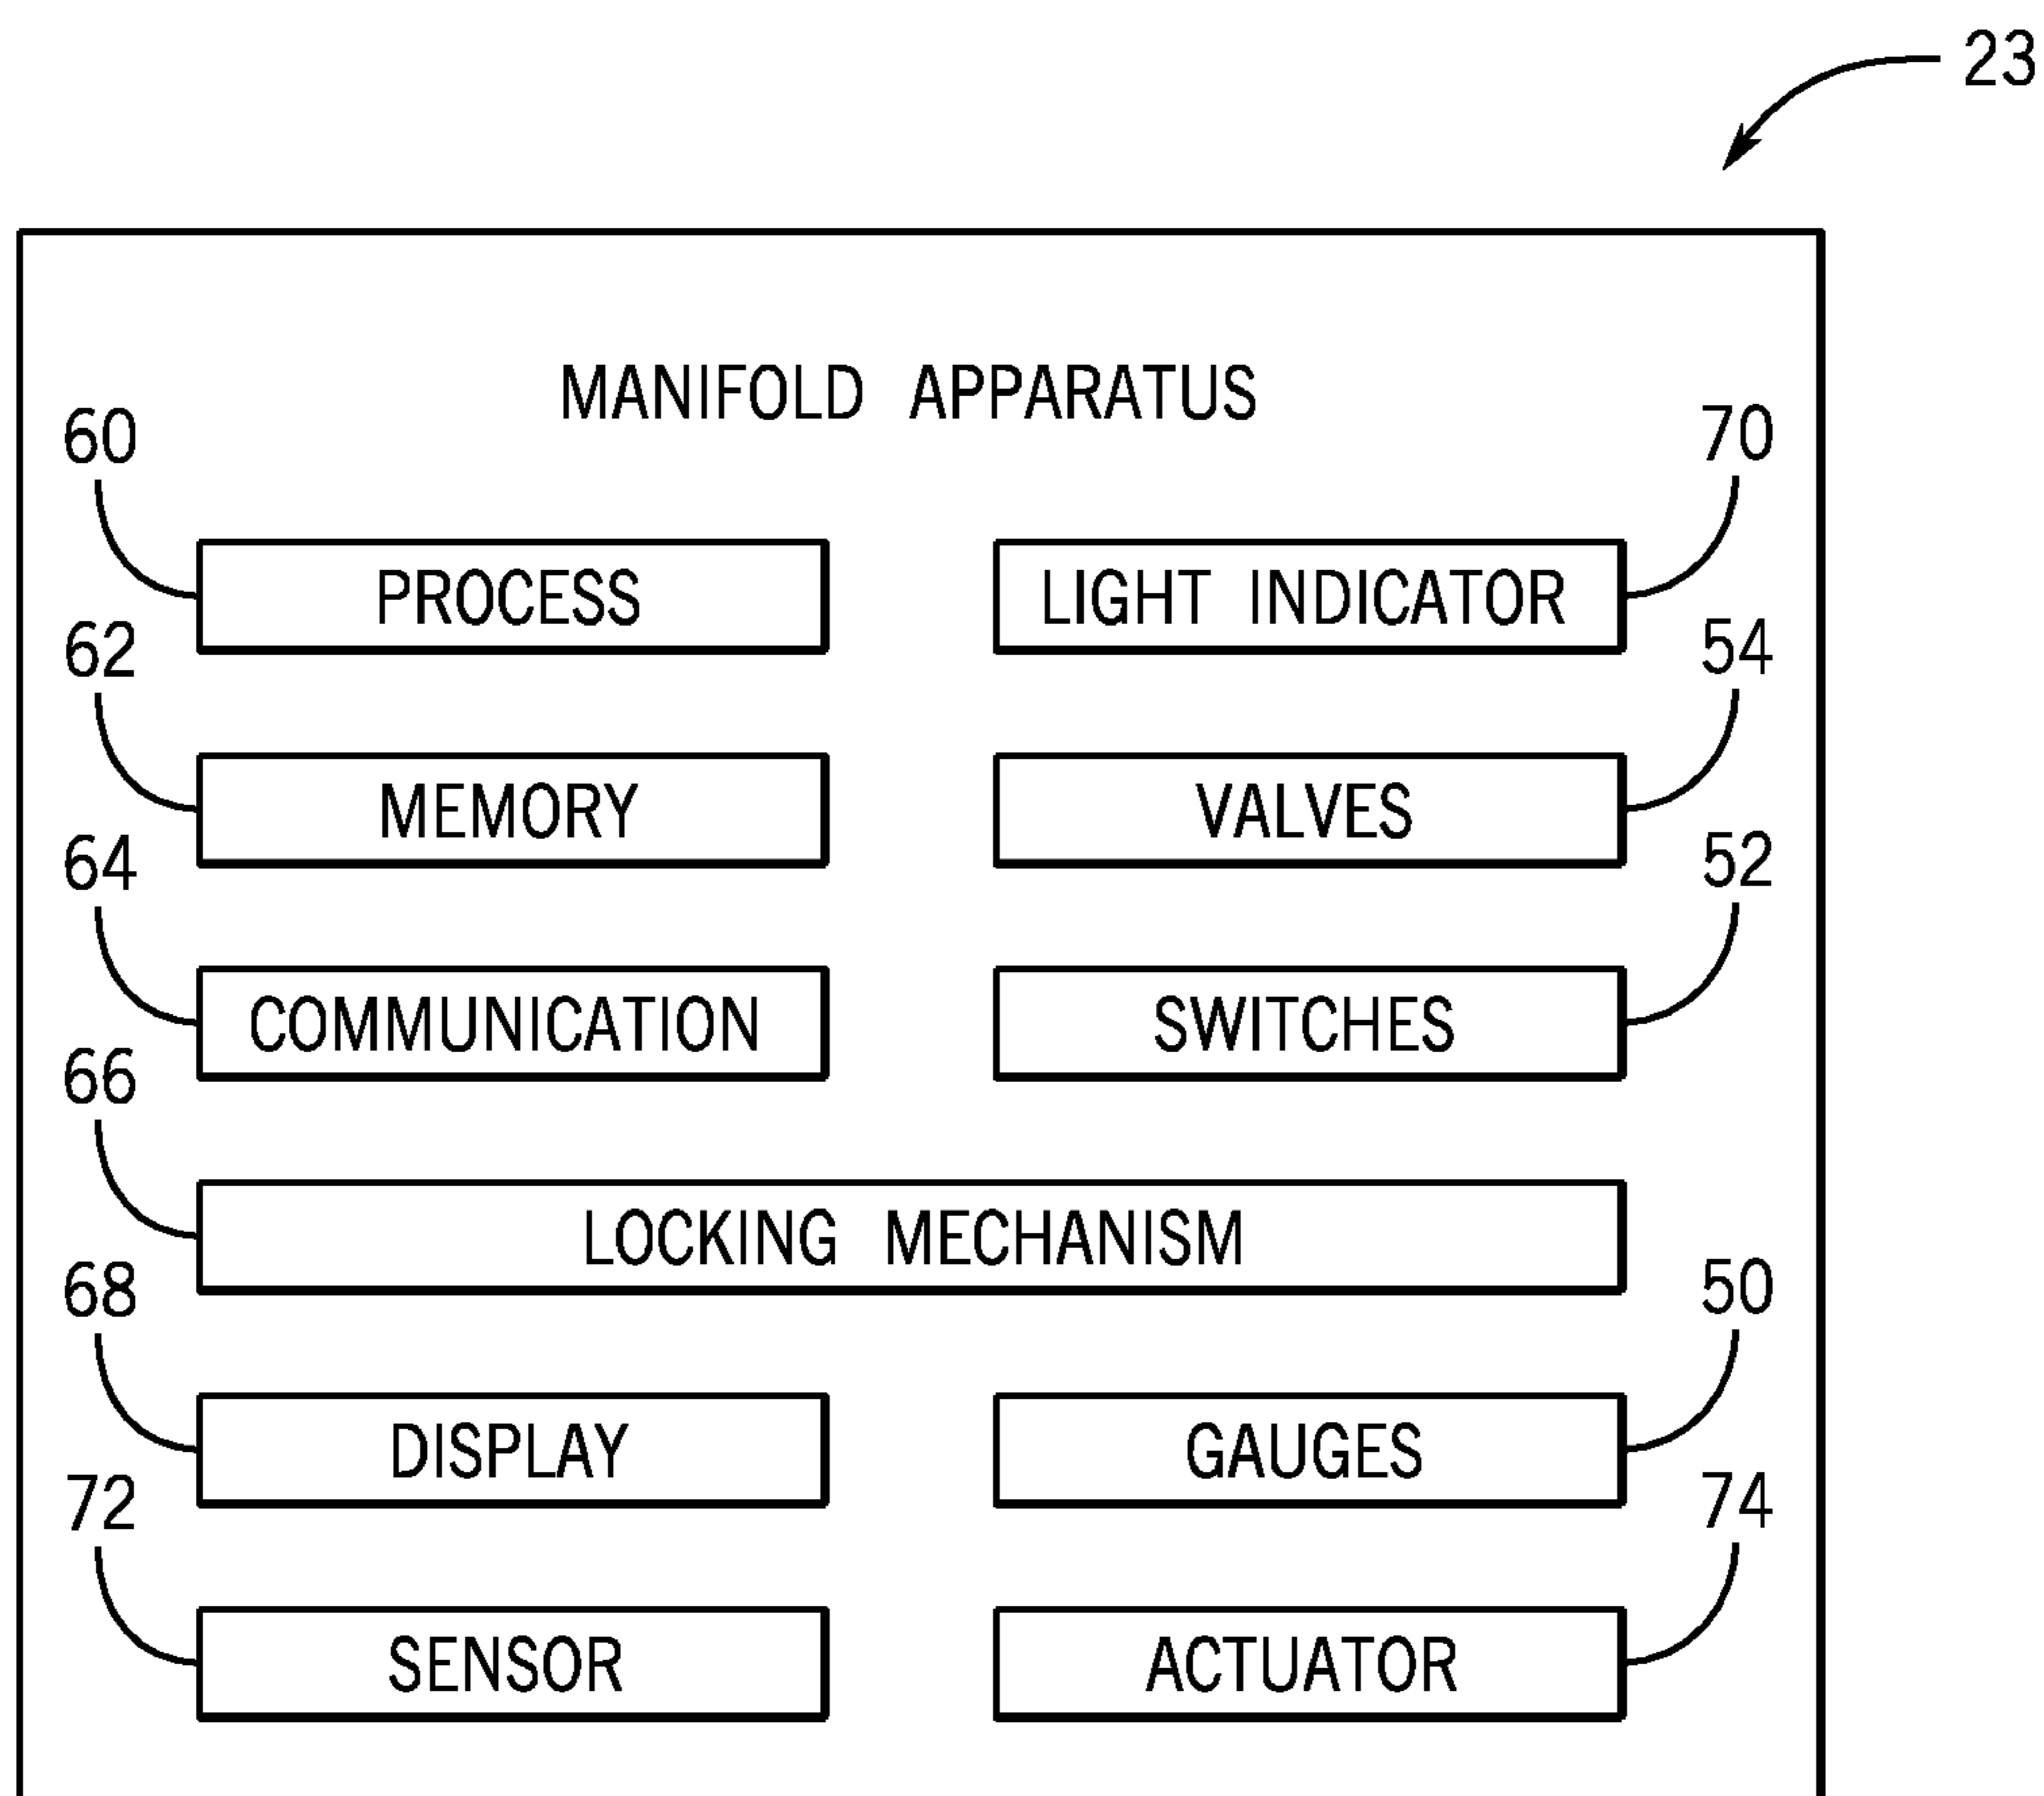 23
MANIFOLD APPARATUS
60
70
PROCESS
LIGHT INDICATOR
62
54
MEMORY
VALVES
64
52
COMMUNICATION
SWITCHES
66
LOCKING MECHANISM
68
50
DISPLAY
GAUGES
72
74
SENSOR
ACTUATOR